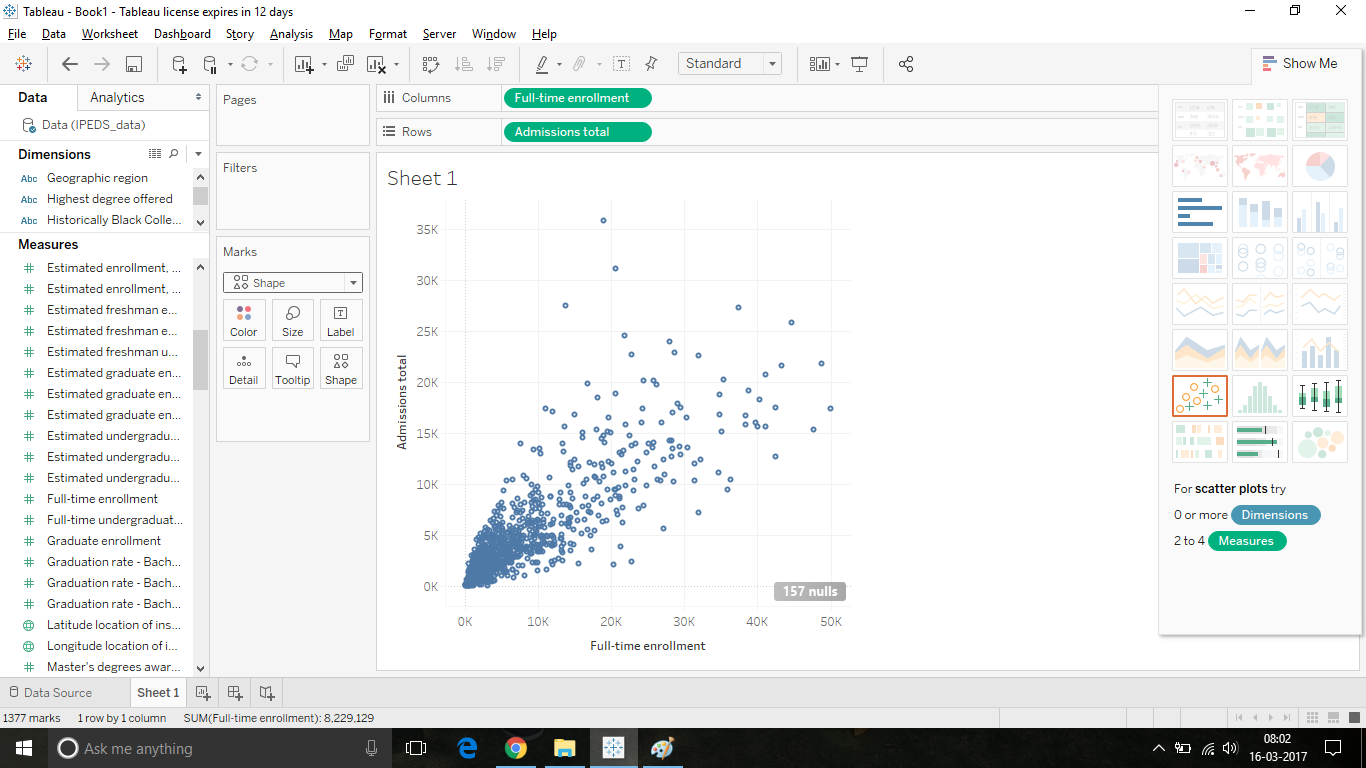 Tableau - Book1 - Tableau license expires in 12 days
File Data Worksheet Dashboard Story Analysis Map Format Server Window Help
Standard
Show Me
Data Analytics
Data (IPEDS_data)
Dimensions
Abc Geographic region
Abc Highest degree offered
Abc Historically Black Colle...
Measures
# Estimated enrollment, ...
# Estimated enrollment, ...
# Estimated freshman e...
# Estimated freshman e...
# Estimated freshman u...
# Estimated graduate en...
# Estimated graduate en...
# Estimated graduate en...
# Estimated undergradu...
# Estimated undergradu...
# Estimated undergradu...
# Full-time enrollment
# Full-time undergraduat...
# Graduate enrollment
# Graduation rate - Bach...
# Graduation rate - Bach...
# Graduation rate - Bach...
Latitude location of ins...
Longitude location of i...
# Master's degrees awar...
Pages
Filters
Marks
Shape
Color Size Label
Detail Tooltip Shape
Columns Full-time enrollment
Rows Admissions total
Sheet 1
35K
30K
25K
20K
15K
10K
5K
0K
Admissions total
157 nulls
0K 10K 20K 30K 40K 50K
Full-time enrollment
For scatter plots try
0 or more Dimensions
2 to 4 Measures
Data Source Sheet 1
1377 marks 1 row by 1 column SUM(Full-time enrollment): 8,229,129
Ask me anything
08:02
16-03-2017